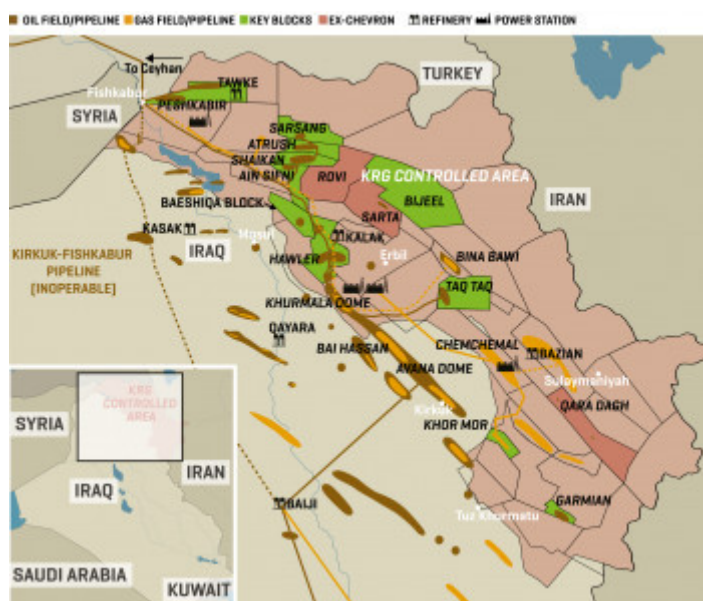 OIL FIELD/PIPELINE GAS FIELD/PIPELINE KEY BLOCKS EX-CHEVRON REFINERY POWER STATION
To Ceyhan
TURKEY
Fishkabur
TAWKE
PESHKABIR
SYRIA
SARSANG
ATRUSH
SHAIKAN
AIN SIFNI
ROVI
KRG CONTROLLED AREA
BIJEEL
IRAN
BAESHIQA BLOCK
SARTA
KASAK
Mosul
KALAK
IRAQ
Erbil
BINA BAWI
KIRKUK-FISHKABUR
PIPELINE
[INOPERABLE]
HAWLER
TAQ TAQ
KHURMALA DOME
QAYARA
BAI HASSAN
CHEMCHEMAL
BAZIAN
AVANA DOME
Sulaymaniyah
Kirkuk
QARA DAGH
KHOR MOR
KRG
CONTROLLED
AREA
SYRIA
IRAN
IRAQ
BAIJI
GARMIAN
Tuz Khormatu
SAUDI ARABIA
KUWAIT